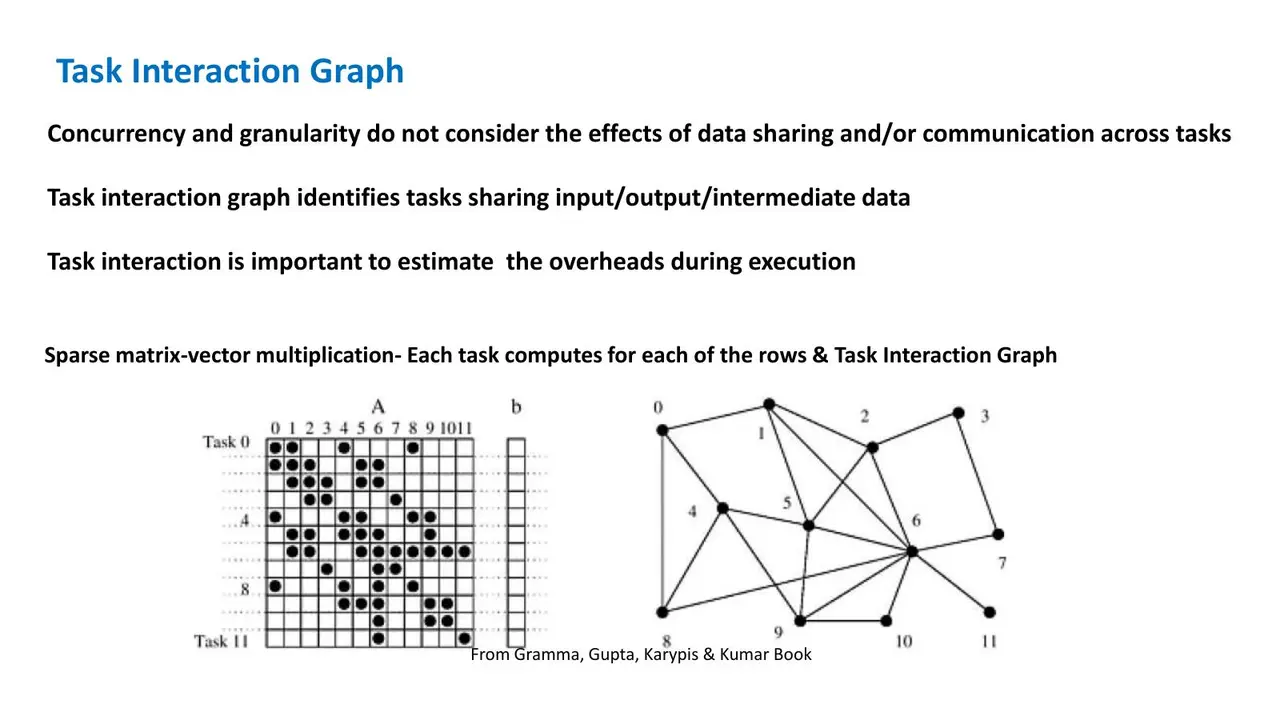 Task Interaction Graph
Concurrency and granularity do not consider the effects of data sharing and/or communication across tasks
Task interaction graph identifies tasks sharing input/output/intermediate data
Task interaction is important to estimate  the overheads during execution
Sparse matrix-vector multiplication- Each task computes for each of the rows & Task Interaction Graph
A
b
0 1 2 3 4 5 6 7 8 9 10 11
Task 0
4
8
Task 11
0
1
2
3
4
5
6
7
8
9
10
11
From Gramma, Gupta, Karypis & Kumar Book